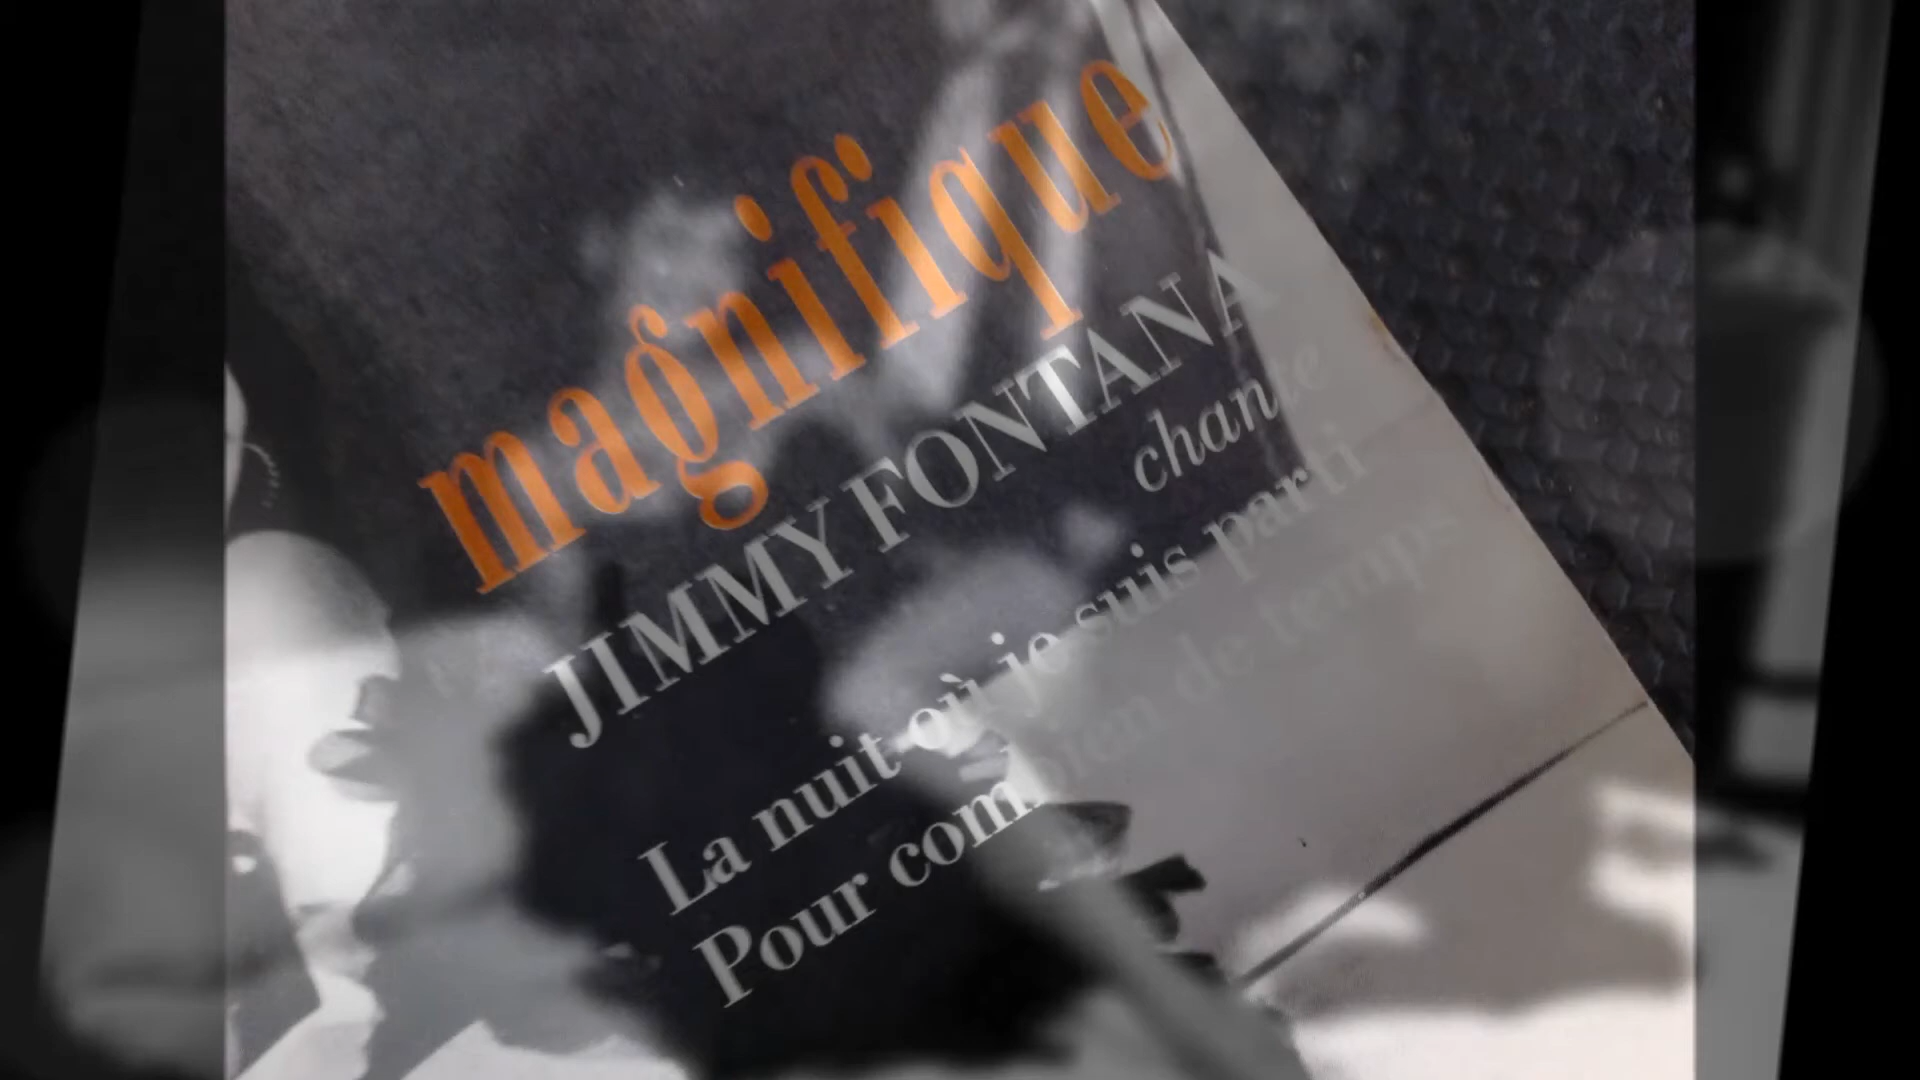 magnifique
JIMMY FONTANA
chante
La nuit où je suis parti
Pour combien de temps